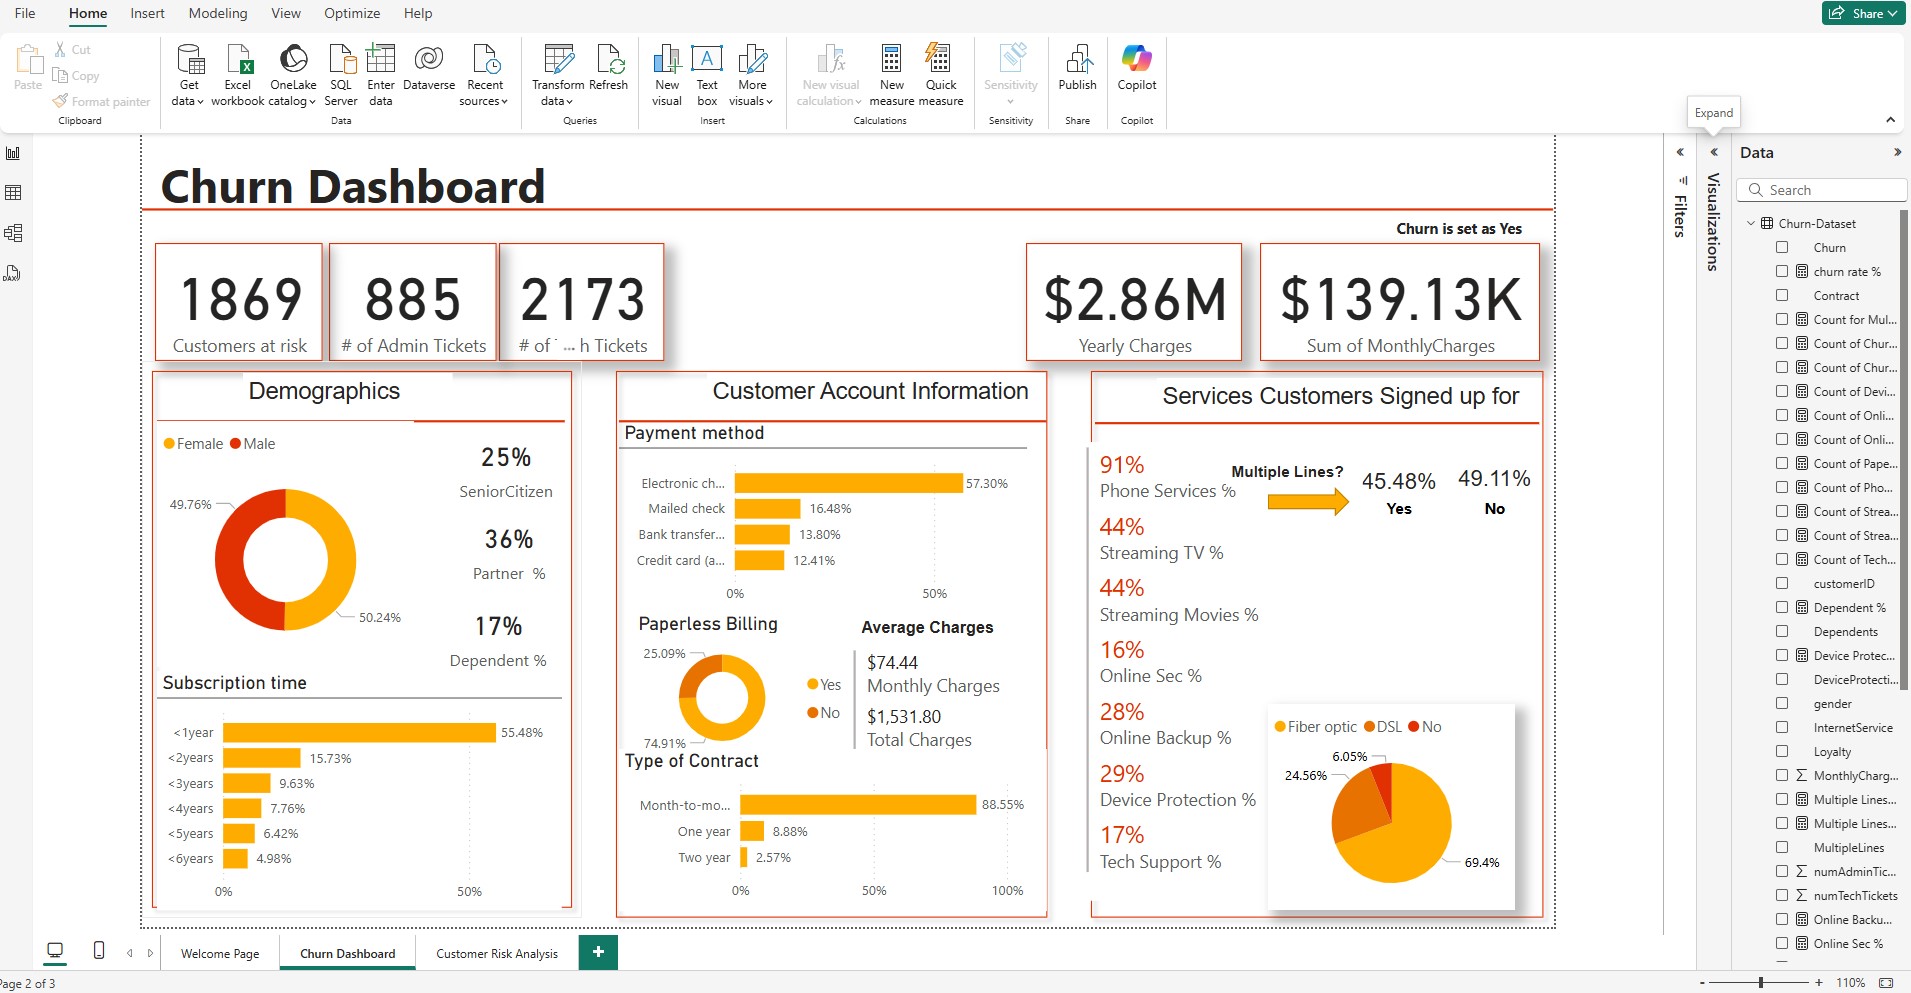 File Home Insert Modeling View Optimize Help
Share
Paste
Cut
Copy
Format painter
Clipboard
Get data
Excel workbook
OneLake catalog
SQL Server
Enter data
Dataverse
Recent sources
Data
Transform data
Refresh
Queries
New visual
Text box
More visuals
Insert
New visual calculation
New measure
Quick measure
Calculations
Sensitivity
Sensitivity
Publish
Share
Copilot
Copilot
Expand
Churn Dashboard
Churn is set as Yes
1869
Customers at risk
885
# of Admin Tickets
2173
# of h Tickets
$2.86M
Yearly Charges
$139.13K
Sum of MonthlyCharges
Demographics
Female Male
49.76%
50.24%
25%
SeniorCitizen
36%
Partner %
17%
Dependent %
Subscription time
<1year 55.48%
<2years 15.73%
<3years 9.63%
<4years 7.76%
<5years 6.42%
<6years 4.98%
0% 50%
Customer Account Information
Payment method
Electronic ch... 57.30%
Mailed check 16.48%
Bank transfer... 13.80%
Credit card (a... 12.41%
0% 50%
Paperless Billing
25.09%
74.91%
Yes
No
Average Charges
$74.44
Monthly Charges
$1,531.80
Total Charges
Type of Contract
Month-to-mo... 88.55%
One year 8.88%
Two year 2.57%
0% 50% 100%
Services Customers Signed up for
91%
Phone Services %
Multiple Lines?
45.48%
Yes
49.11%
No
44%
Streaming TV %
44%
Streaming Movies %
16%
Online Sec %
28%
Online Backup %
29%
Device Protection %
17%
Tech Support %
Fiber optic DSL No
6.05%
24.56%
69.4%
Filters
Visualizations
Data
Search
Churn-Dataset
Churn
churn rate %
Contract
Count for Mul...
Count of Chur...
Count of Chur...
Count of Devi...
Count of Onli...
Count of Onli...
Count of Pape...
Count of Pho...
Count of Strea...
Count of Strea...
Count of Tech...
customerID
Dependent %
Dependents
Device Protec...
DeviceProtecti...
gender
InternetService
Loyalty
MonthlyCharg...
Multiple Lines...
Multiple Lines...
MultipleLines
numAdminTic...
numTechTickets
Online Backu...
Online Sec %
Welcome Page
Churn Dashboard
Customer Risk Analysis
+
Page 2 of 3
- + 110%